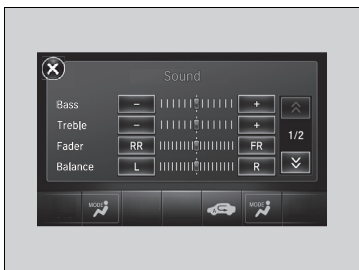 Sound
Bass - +
Treble - +
1/2
Fader RR FR
Balance L R
MODE A MODE